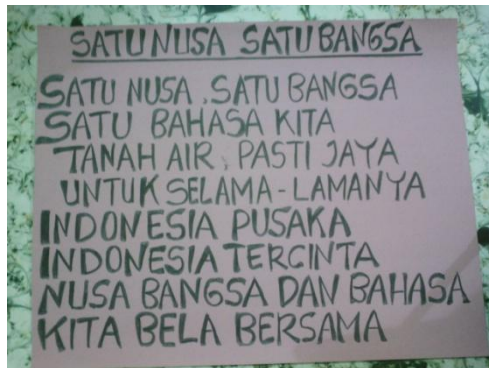 SATU NUSA SATU BANGSA
SATU NUSA, SATU BANGSA
SATU BAHASA KITA
TANAH AIR, PASTI JAYA
UNTUK SELAMA-LAMANYA
INDONESIA PUSAKA
INDONESIA TERCINTA
NUSA BANGSA DAN BAHASA
KITA BELA BERSAMA